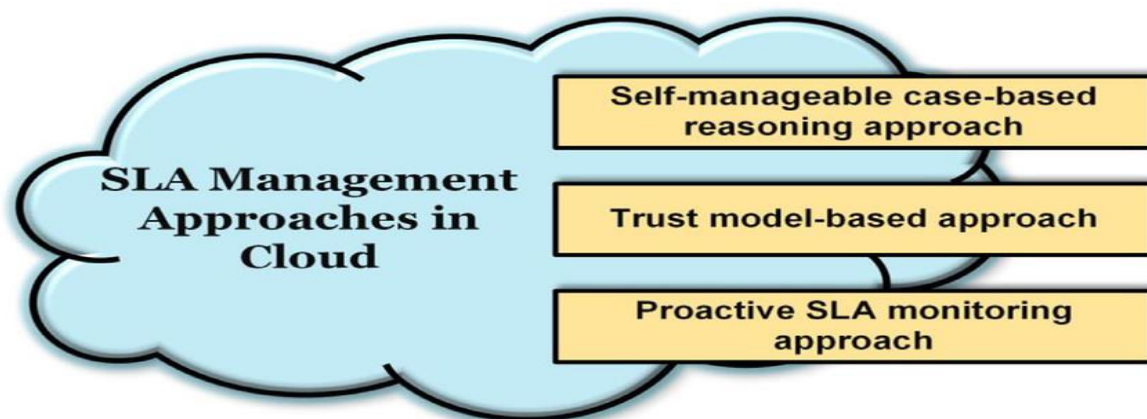 SLA Management
Approaches in
Cloud
Self-manageable case-based
reasoning approach
Trust model-based approach
Proactive SLA monitoring
approach